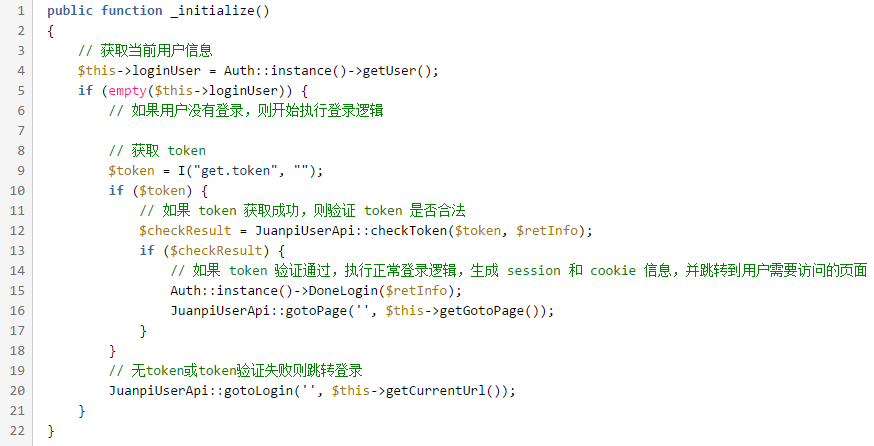 1 public function _initialize()
2 {
3     // 获取当前用户信息
4     $this->loginUser = Auth::instance()->getUser();
5     if (empty($this->loginUser)) {
6         // 如果用户没有登录，则开始执行登录逻辑
7
8         // 获取 token
9         $token = I("get.token", "");
10         if ($token) {
11             // 如果 token 获取成功，则验证 token 是否合法
12             $checkResult = JuanpiUserApi::checkToken($token, $retInfo);
13             if ($checkResult) {
14                 // 如果 token 验证通过，执行正常登录逻辑，生成 session 和 cookie 信息，并跳转到用户需要访问的页面
15                 Auth::instance()->DoneLogin($retInfo);
16                 JuanpiUserApi::gotoPage('', $this->getGotoPage());
17             }
18         }
19         // 无token或token验证失败则跳转登录
20         JuanpiUserApi::gotoLogin('', $this->getCurrentUrl());
21     }
22 }